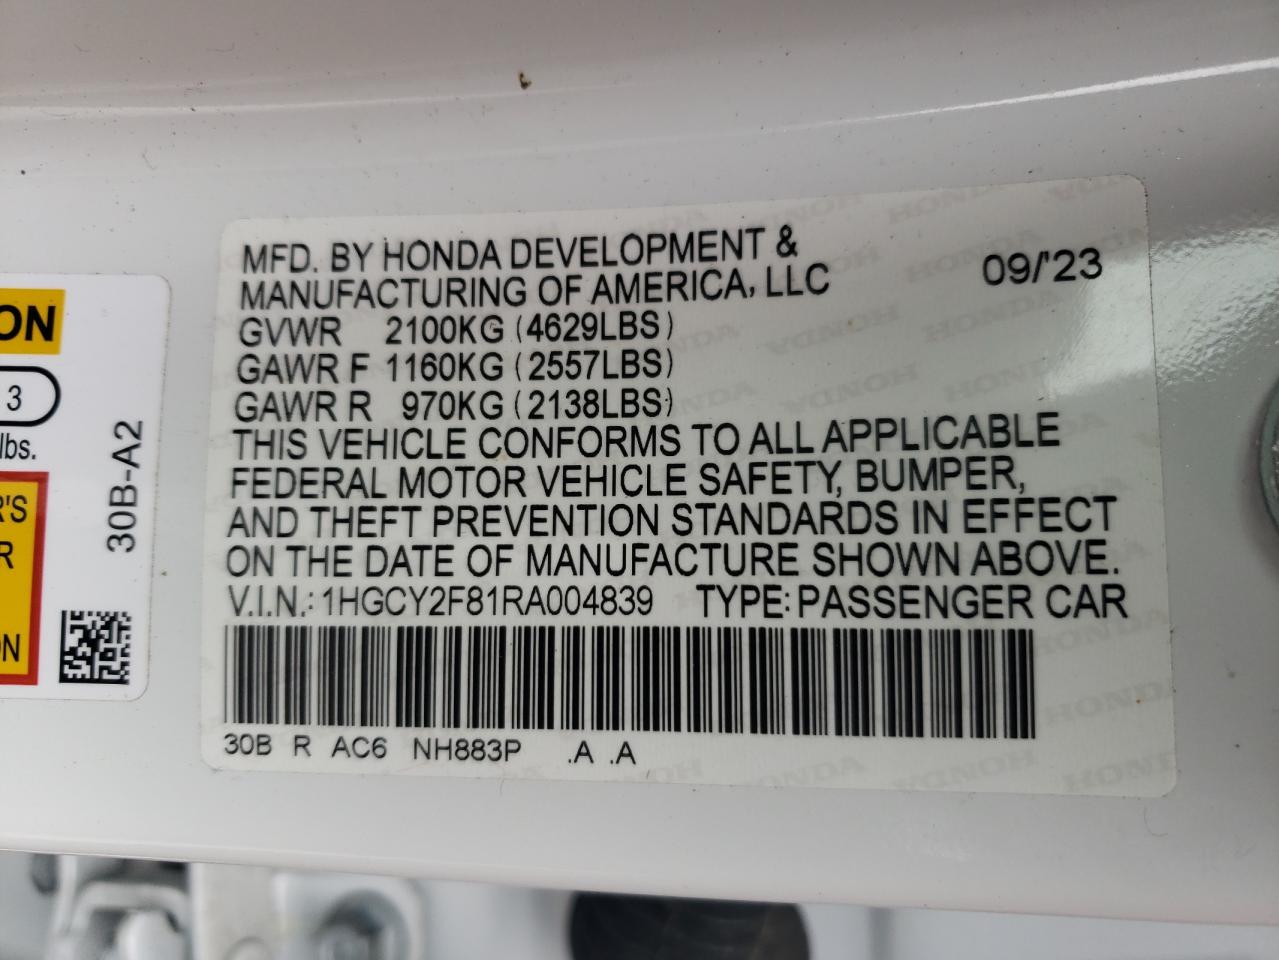 MFD. BY HONDA DEVELOPMENT &
MANUFACTURING OF AMERICA, LLC
09/'23
GVWR 2100KG (4629LBS)
GAWR F 1160KG (2557LBS)
GAWR R 970KG (2138LBS)
THIS VEHICLE CONFORMS TO ALL APPLICABLE
FEDERAL MOTOR VEHICLE SAFETY, BUMPER,
AND THEFT PREVENTION STANDARDS IN EFFECT
ON THE DATE OF MANUFACTURE SHOWN ABOVE.
V.I.N.: 1HGCY2F81RA004839 TYPE: PASSENGER CAR
30B R AC6 NH883P .A .A
ON
3
lbs.
R'S
R
ON
30B-A2
HONDA